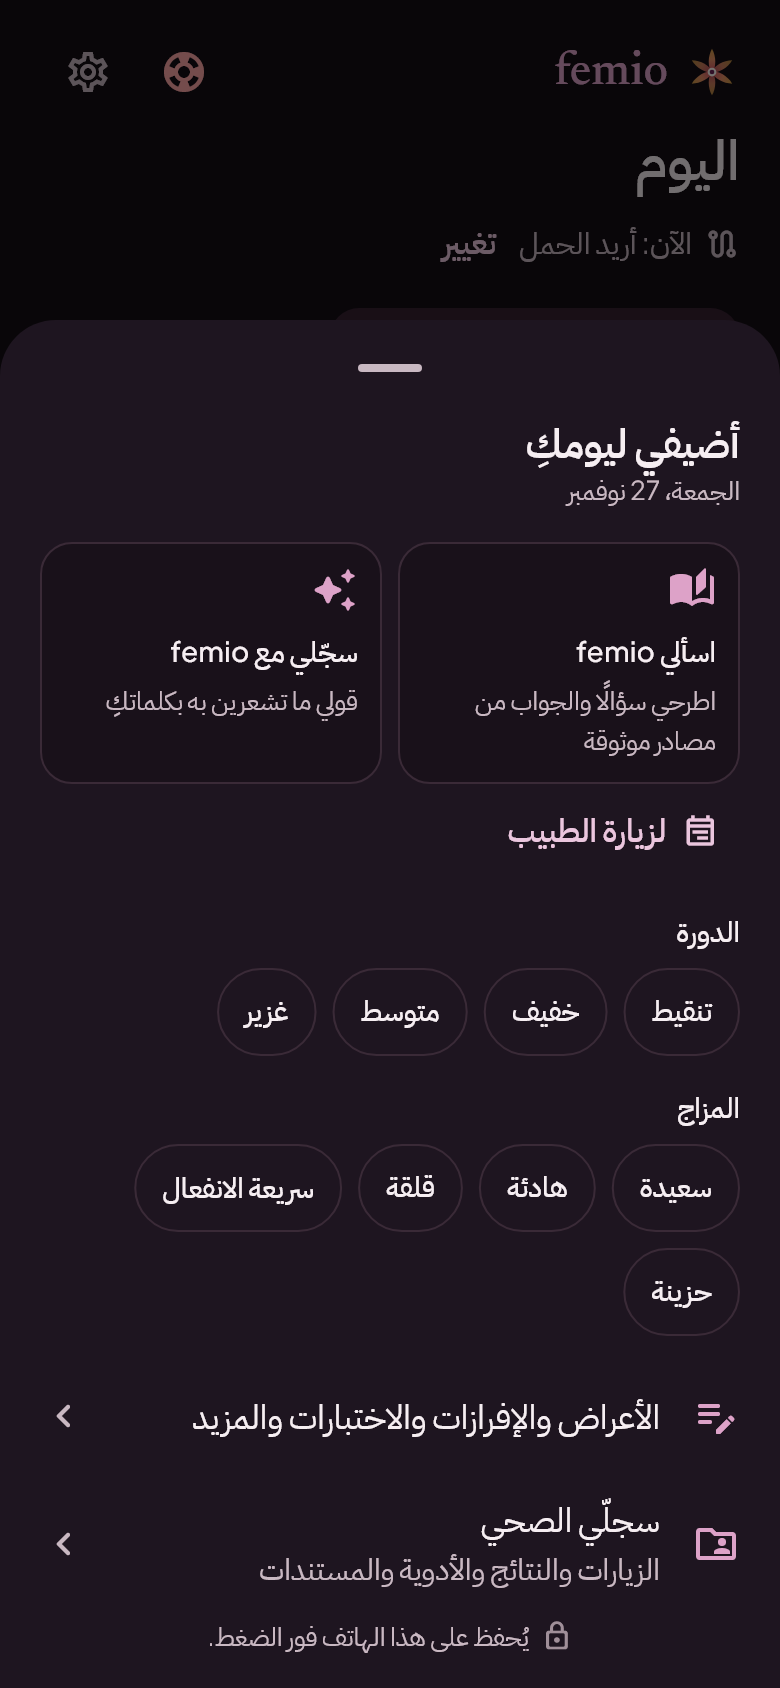 femio
اليوم
الآن: أريد الحمل تغيير
أضيفي ليومكِ
الجمعة، 27 نوفمبر
اسألي femio
اطرحي سؤالًا والجواب من
مصادر موثوقة
سجّلي مع femio
قولي ما تشعرين به بكلماتكِ
لزيارة الطبيب
الدورة
تنقيط خفيف متوسط غزير
المزاج
سعيدة هادئة قلقة سريعة الانفعال
حزينة
الأعراض والإفرازات والاختبارات والمزيد
سجلّي الصحي
الزيارات والنتائج والأدوية والمستندات
يُحفظ على هذا الهاتف فور الضغط.